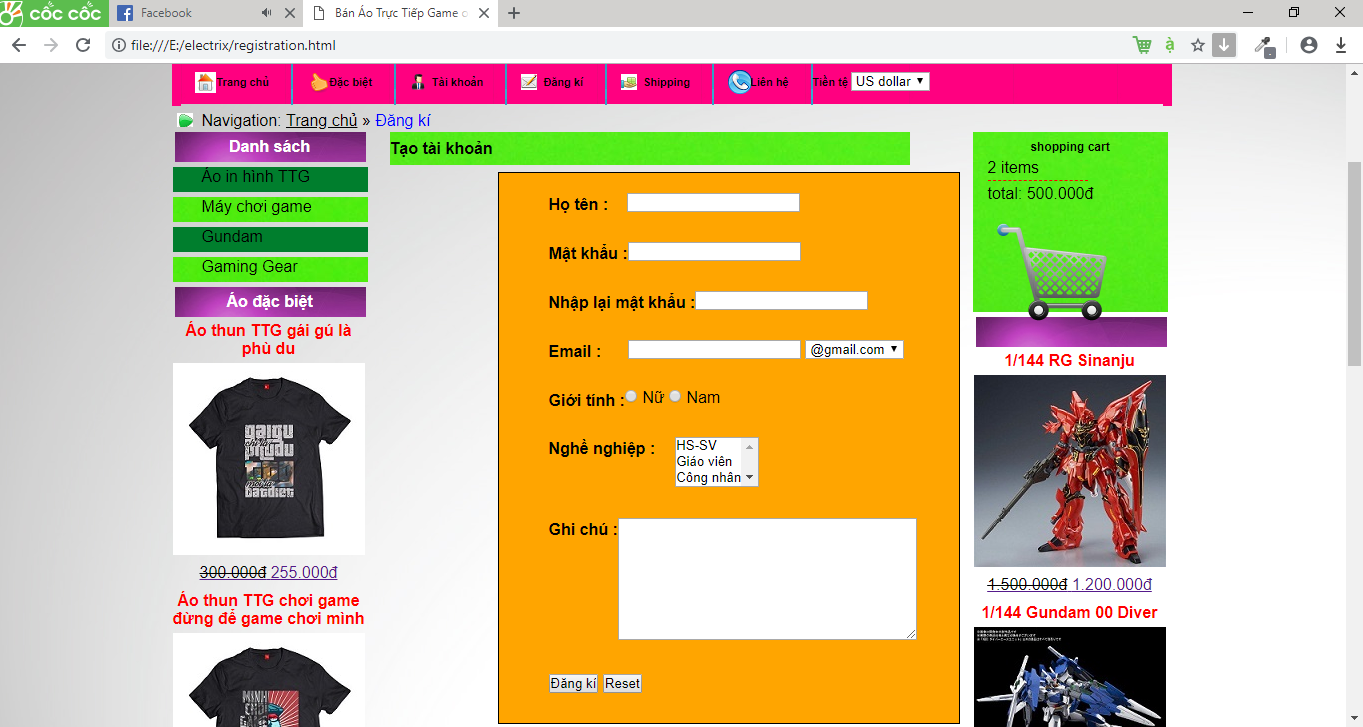 cốc cốc
Facebook
Bán Áo Trực Tiếp Game o
file:///E:/electrix/registration.html
Trang chủ
Đặc biệt
Tài khoản
Đăng kí
Shipping
Liên hệ
Tiền tệ US dollar
Navigation: Trang chủ » Đăng kí
Danh sách
Áo in hình TTG
Máy chơi game
Gundam
Gaming Gear
Áo đặc biệt
Áo thun TTG gái gú là
phù du
300.000đ 255.000đ
Áo thun TTG chơi game
đừng để game chơi mình
MINH
CHOI
Tạo tài khoản
Họ tên :
Mật khẩu :
Nhập lại mật khẩu :
Email : @gmail.com
Giới tính : Nữ Nam
Nghề nghiệp : HS-SV
Giáo viên
Công nhân
Ghi chú :
Đăng kí Reset
shopping cart
2 items
total: 500.000đ
1/144 RG Sinanju
1.500.000đ 1.200.000đ
1/144 Gundam 00 Diver